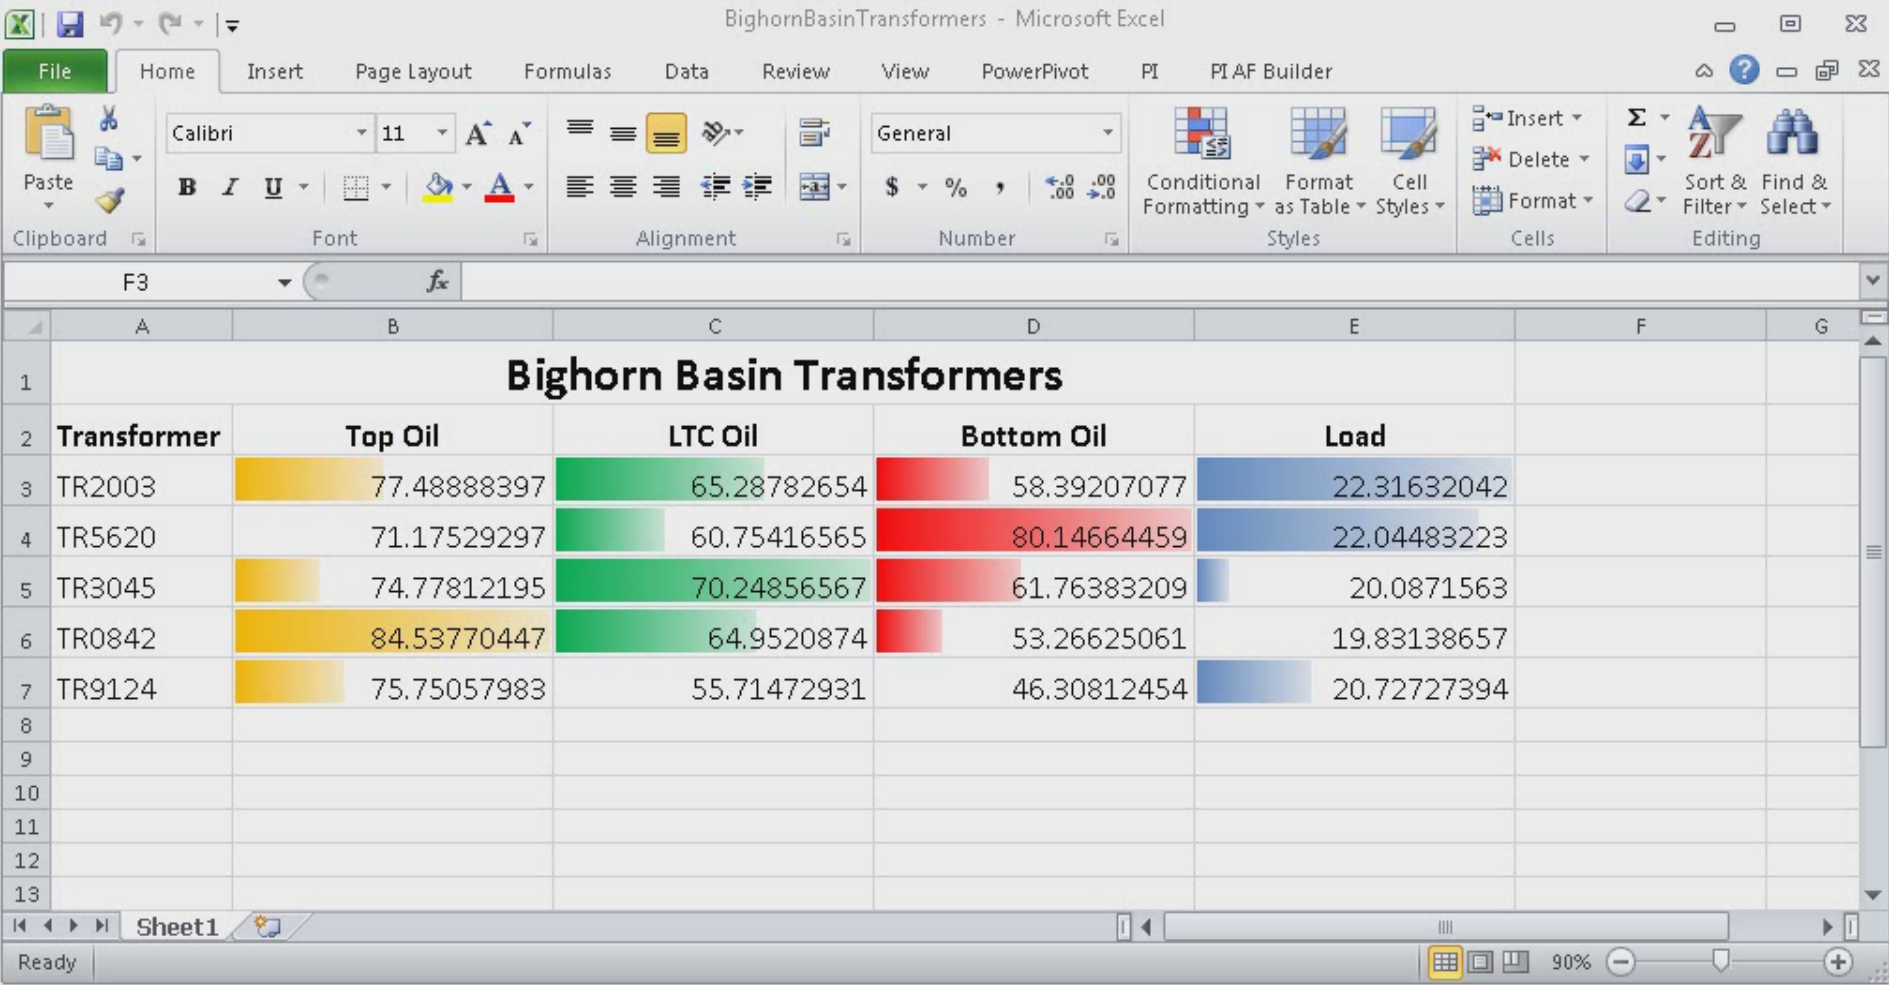 BighornBasinTransformers - Microsoft Excel
File Home Insert Page Layout Formulas Data Review View PowerPivot PI PI AF Builder
Calibri 11 General Insert
Paste Conditional Formatting Format as Table Cell Styles Delete Sort & Filter Find & Select
B I U $ % , Format
Clipboard Font Alignment Number Styles Cells Editing
F3 fx
A B C D E F G
1 Bighorn Basin Transformers
2 Transformer Top Oil LTC Oil Bottom Oil Load
3 TR2003 77.48888397 65.28782654 58.39207077 22.31632042
4 TR5620 71.17529297 60.75416565 80.14664459 22.04483223
5 TR3045 74.77812195 70.24856567 61.76383209 20.0871563
6 TR0842 84.53770447 64.9520874 53.26625061 19.83138657
7 TR9124 75.75057983 55.71472931 46.30812454 20.72727394
8
9
10
11
12
13
Sheet1
Ready 90%